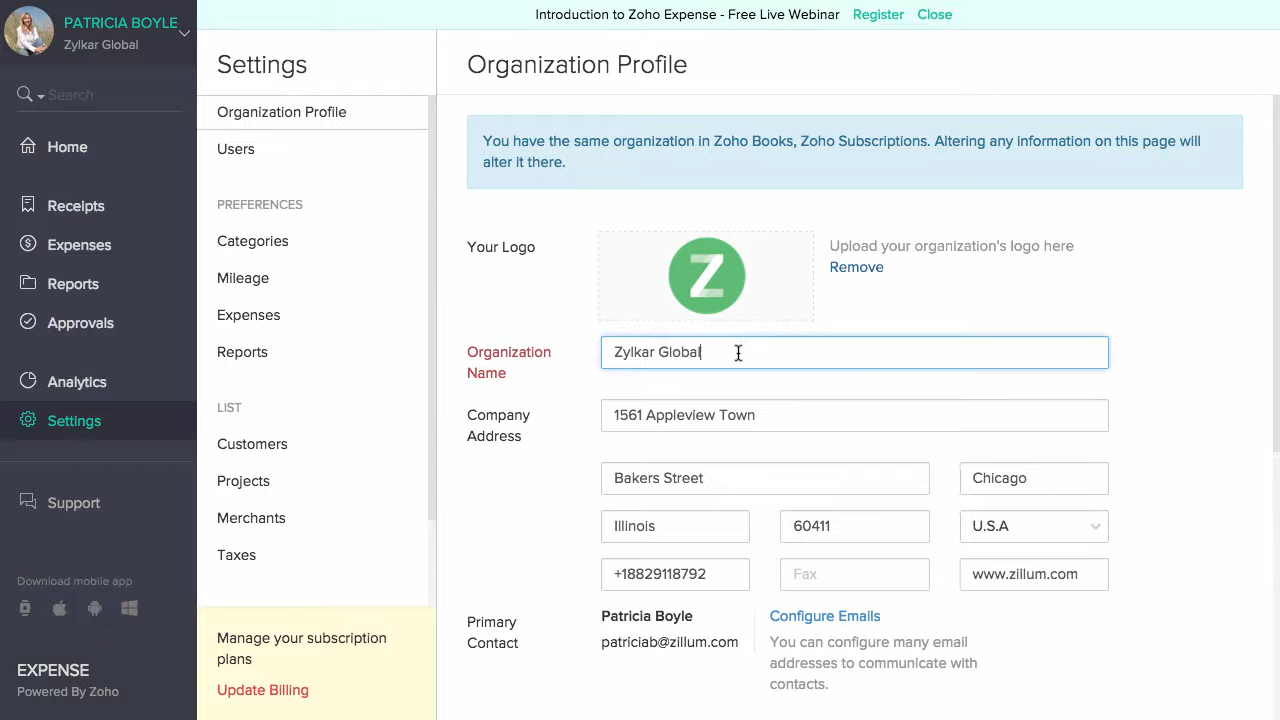 Introduction to Zoho Expense - Free Live Webinar Register Close
PATRICIA BOYLE
Zylkar Global
Search
Home
Receipts
Expenses
Reports
Approvals
Analytics
Settings
Support
Download mobile app
EXPENSE
Powered By Zoho
Settings
Organization Profile
Users
PREFERENCES
Categories
Mileage
Expenses
Reports
LIST
Customers
Projects
Merchants
Taxes
Manage your subscription
plans
Update Billing
Organization Profile
You have the same organization in Zoho Books, Zoho Subscriptions. Altering any information on this page will
alter it there.
Your Logo
Z
Upload your organization's logo here
Remove
Organization
Name
Zylkar Global
Company
Address
1561 Appleview Town
Bakers Street
Chicago
Illinois
60411
U.S.A
+18829118792
Fax
www.zillum.com
Primary
Contact
Patricia Boyle
patriciab@zillum.com
Configure Emails
You can configure many email
addresses to communicate with
contacts.